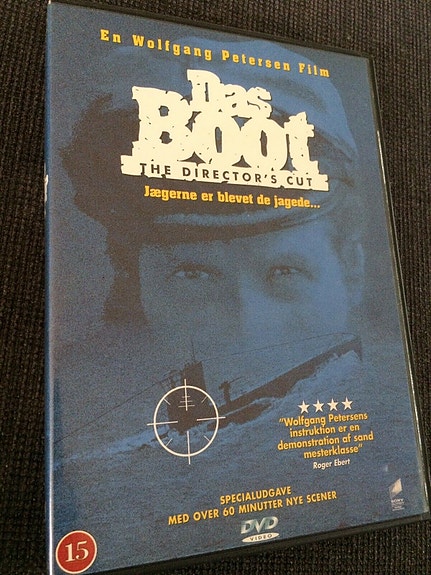 En Wolfgang Petersen Film
Das
Boot
THE DIRECTOR'S CUT
Jægerne er blevet de jagede...
"Wolfgang Petersens
instruktion er en
demonstration af sand
mesterklasse"
Roger Ebert
SPECIALUDGAVE
MED OVER 60 MINUTTER NYE SCENER
DVD
VIDEO
15
SONY